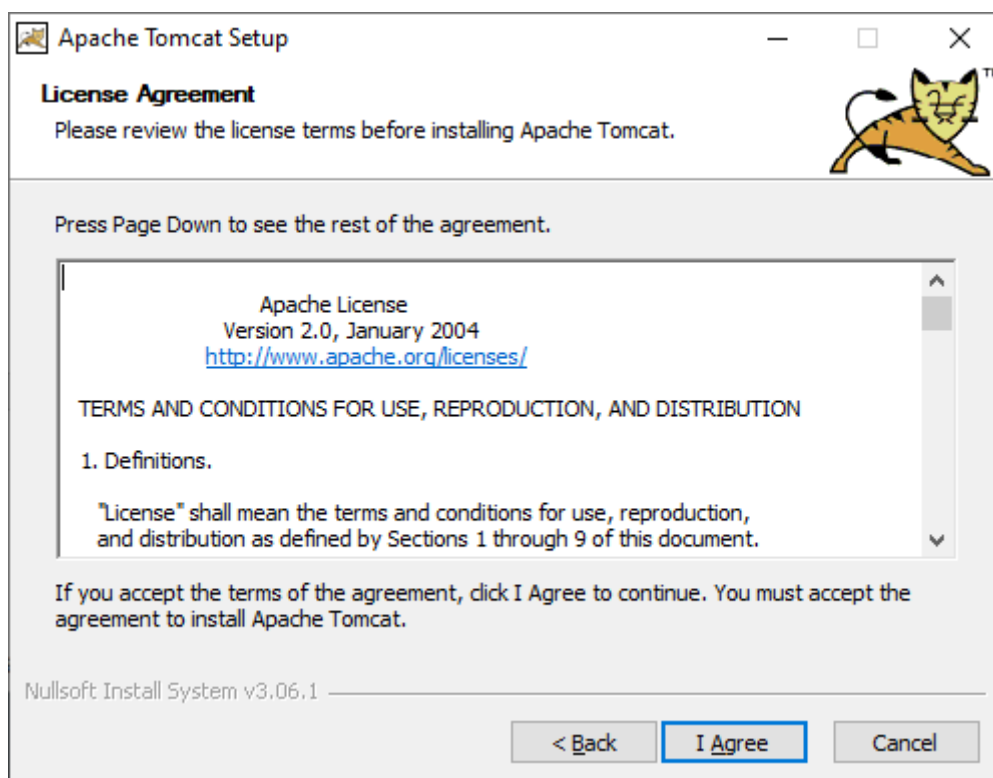 Apache Tomcat Setup
License Agreement
Please review the license terms before installing Apache Tomcat.
Press Page Down to see the rest of the agreement.
Apache License
Version 2.0, January 2004
http://www.apache.org/licenses/
TERMS AND CONDITIONS FOR USE, REPRODUCTION, AND DISTRIBUTION
1. Definitions.
"License" shall mean the terms and conditions for use, reproduction,
and distribution as defined by Sections 1 through 9 of this document.
If you accept the terms of the agreement, click I Agree to continue. You must accept the
agreement to install Apache Tomcat.
Nullsoft Install System v3.06.1
< Back
I Agree
Cancel